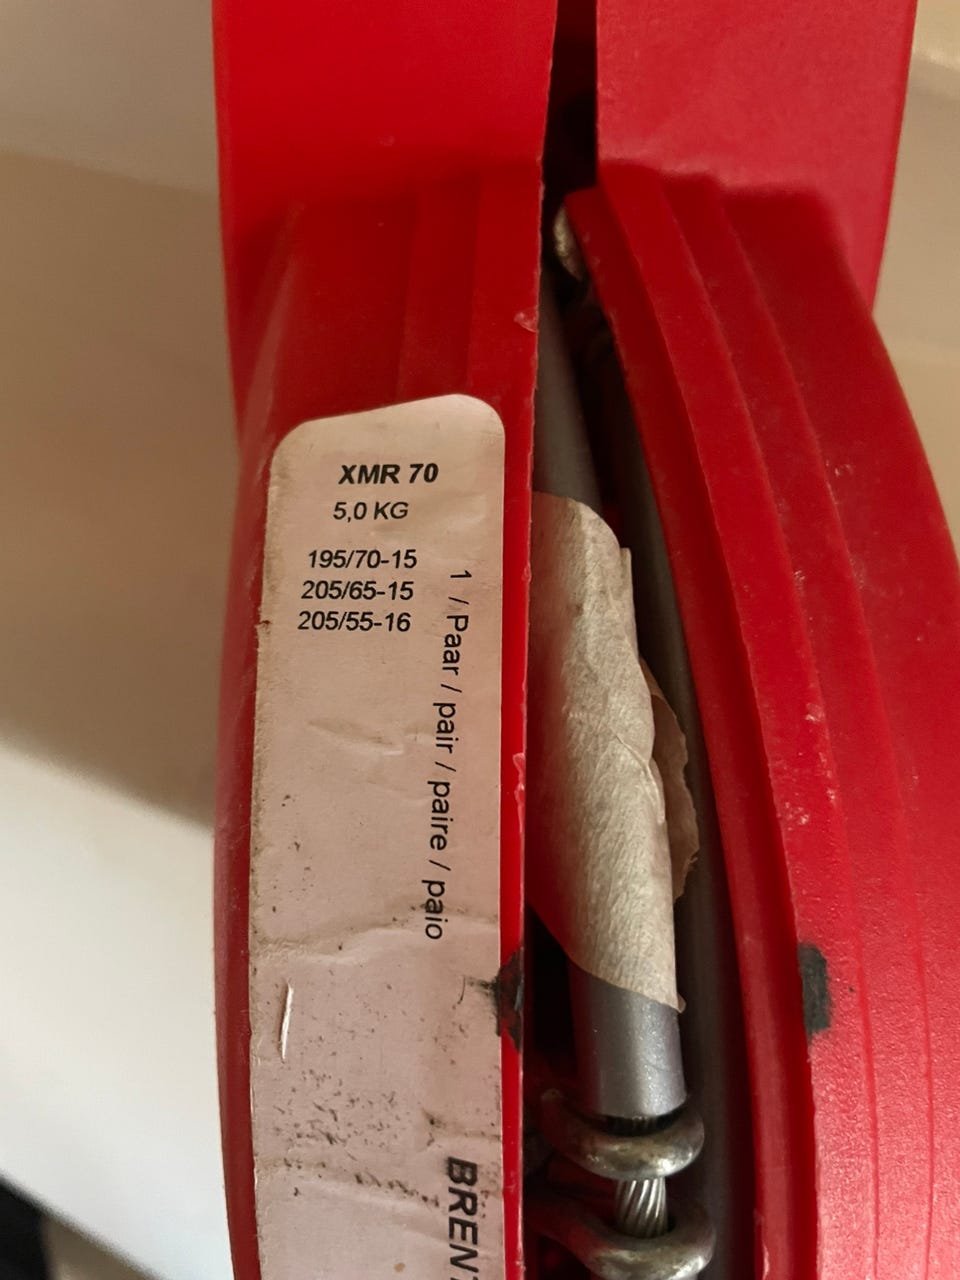 XMR 70
5,0 KG
195/70-15
205/65-15
205/55-16
1 / Paar / pair / paire / paio